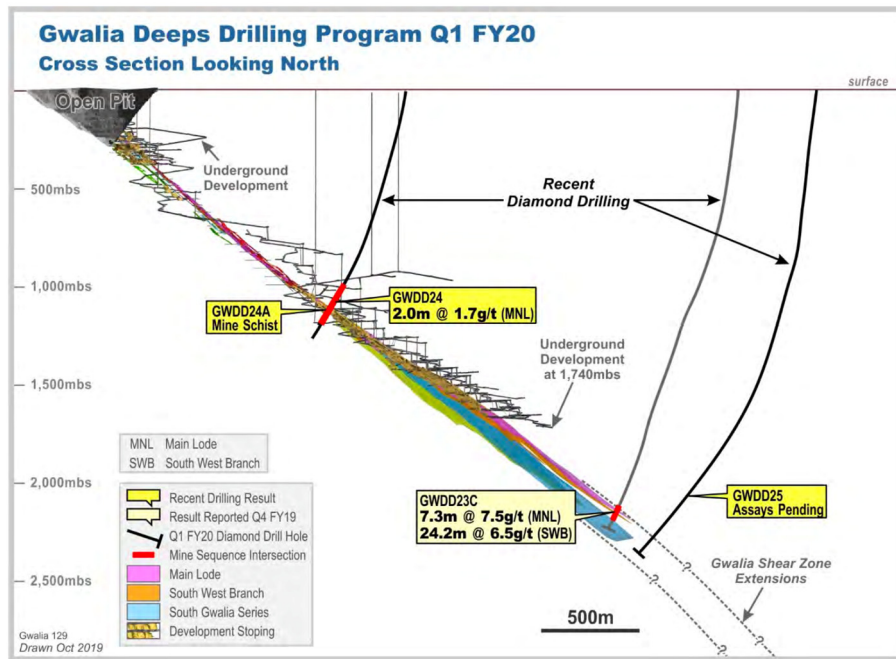 Gwalia Deeps Drilling Program Q1 FY20
Cross Section Looking North
surface
Open Pit
Underground
Development
500mbs
Recent
Diamond Drilling
1,000mbs
GWDD24A
Mine Schist
GWDD24
2.0m @ 1.7g/t (MNL)
Underground
Development
at 1,740mbs
1,500mbs
MNL Main Lode
SWB South West Branch
2,000mbs
GWDD23C
7.3m @ 7.5g/t (MNL)
24.2m @ 6.5g/t (SWB)
GWDD25
Assays Pending
Recent Drilling Result
Result Reported Q4 FY19
Q1 FY20 Diamond Drill Hole
Mine Sequence Intersection
Main Lode
South West Branch
South Gwalia Series
Development Stoping
2,500mbs
Gwalia Shear Zone
Extensions
?
?
?
?
?
?
500m
Gwalia 129
Drawn Oct 2019